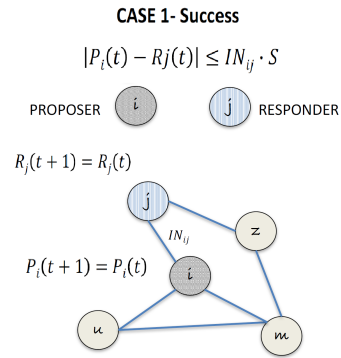 CASE 1- Success
|P_i(t) − Rj(t)| ≤ IN_ij · S
PROPOSER i j RESPONDER
R_j(t + 1) = R_j(t)
j
z
IN_ij
P_i(t + 1) = P_i(t)
i
u
m